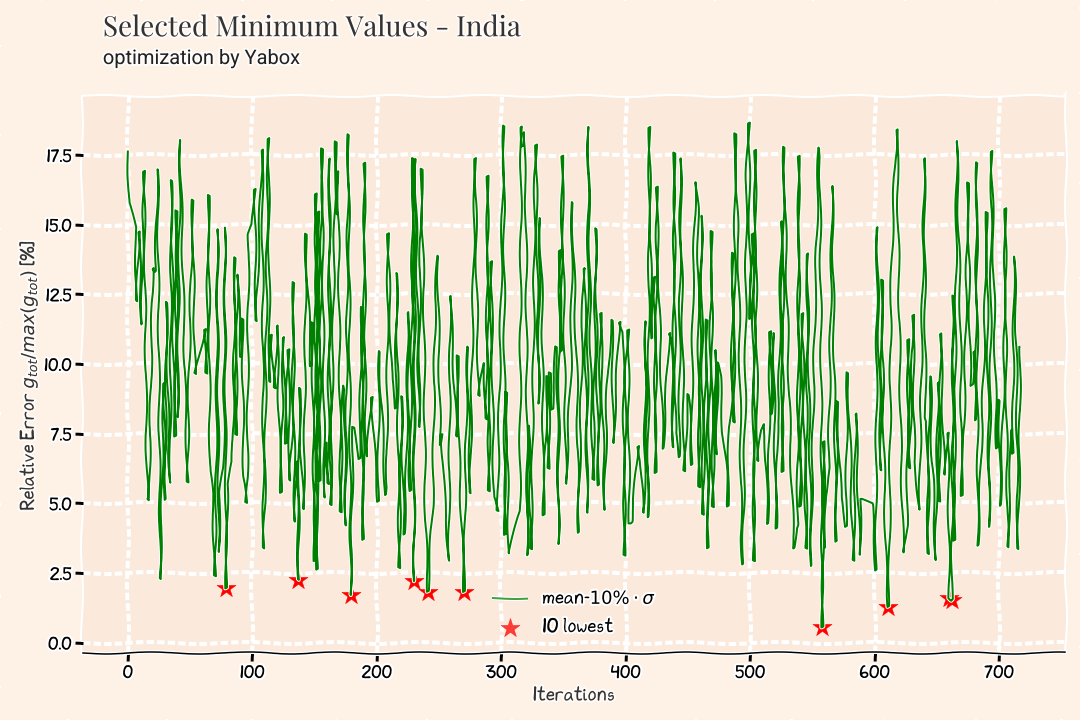 Selected Minimum Values - India
optimization by Yabox
Relative Error g_tot/max(g_tot) [%]
17.5
15.0
12.5
10.0
7.5
5.0
2.5
0.0
mean-10% · σ
10 lowest
0 100 200 300 400 500 600 700
Iterations